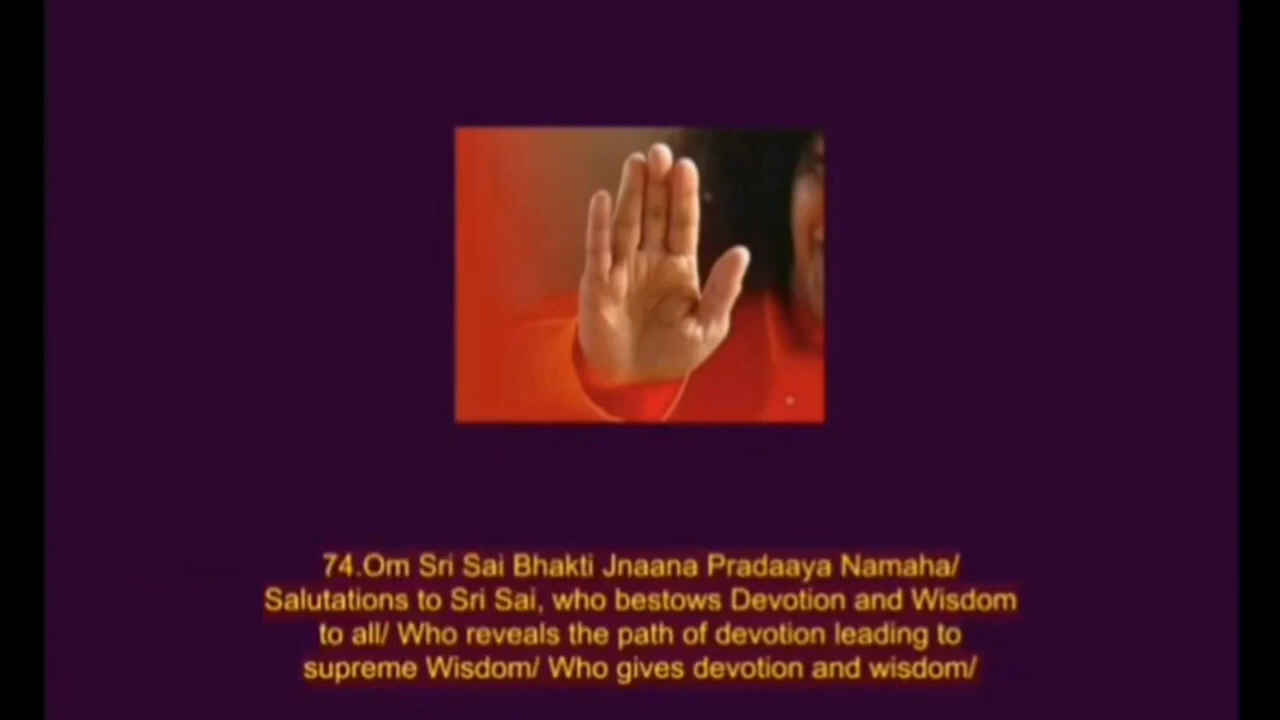 74.Om Sri Sai Bhakti Jnaana Pradaaya Namaha/
Salutations to Sri Sai, who bestows Devotion and Wisdom
to all/ Who reveals the path of devotion leading to
supreme Wisdom/ Who gives devotion and wisdom/